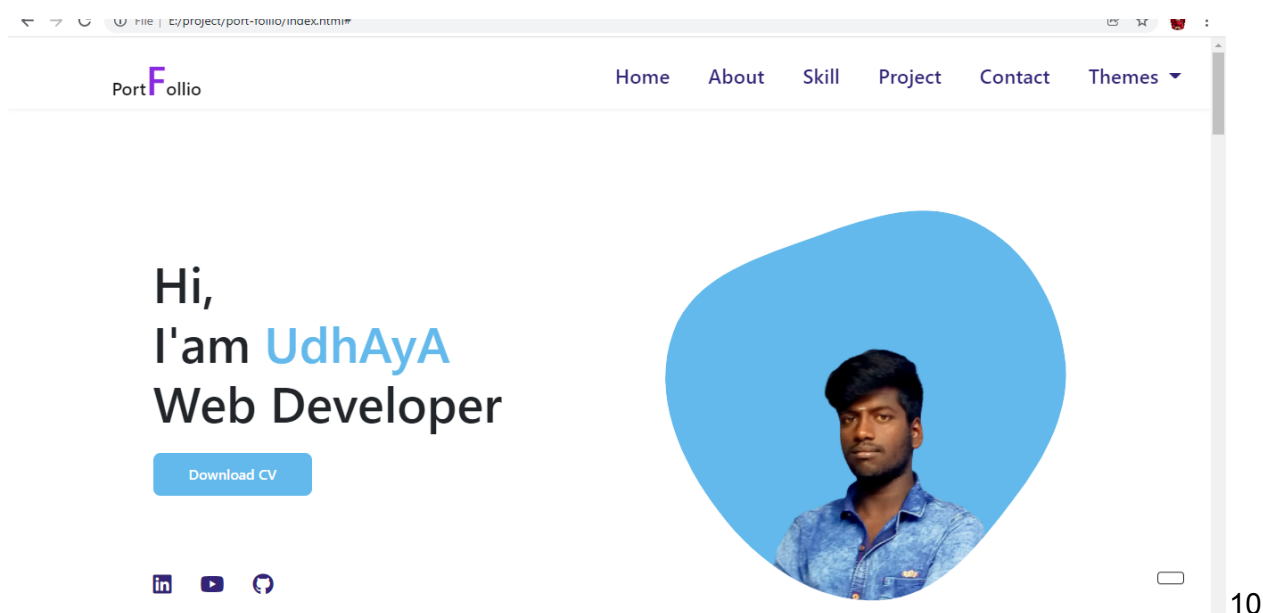 File | E:/project/port-follio/index.html#
PortFollio
Home About Skill Project Contact Themes
Hi,
I'am UdhAyA
Web Developer
Download CV
in
10